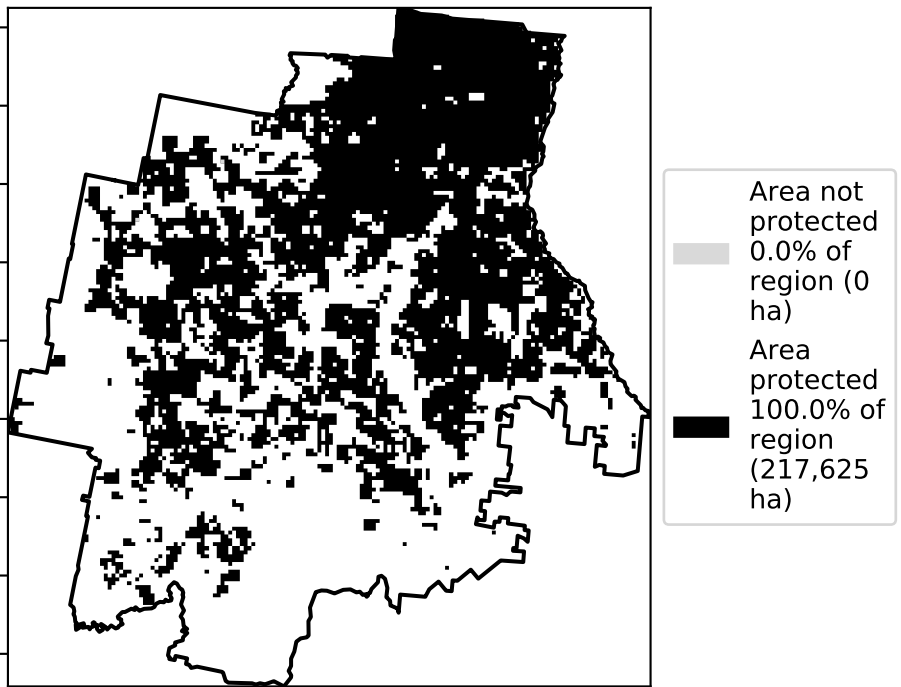 Area not
protected
0.0% of
region (0
ha)
Area
protected
100.0% of
region
(217,625
ha)